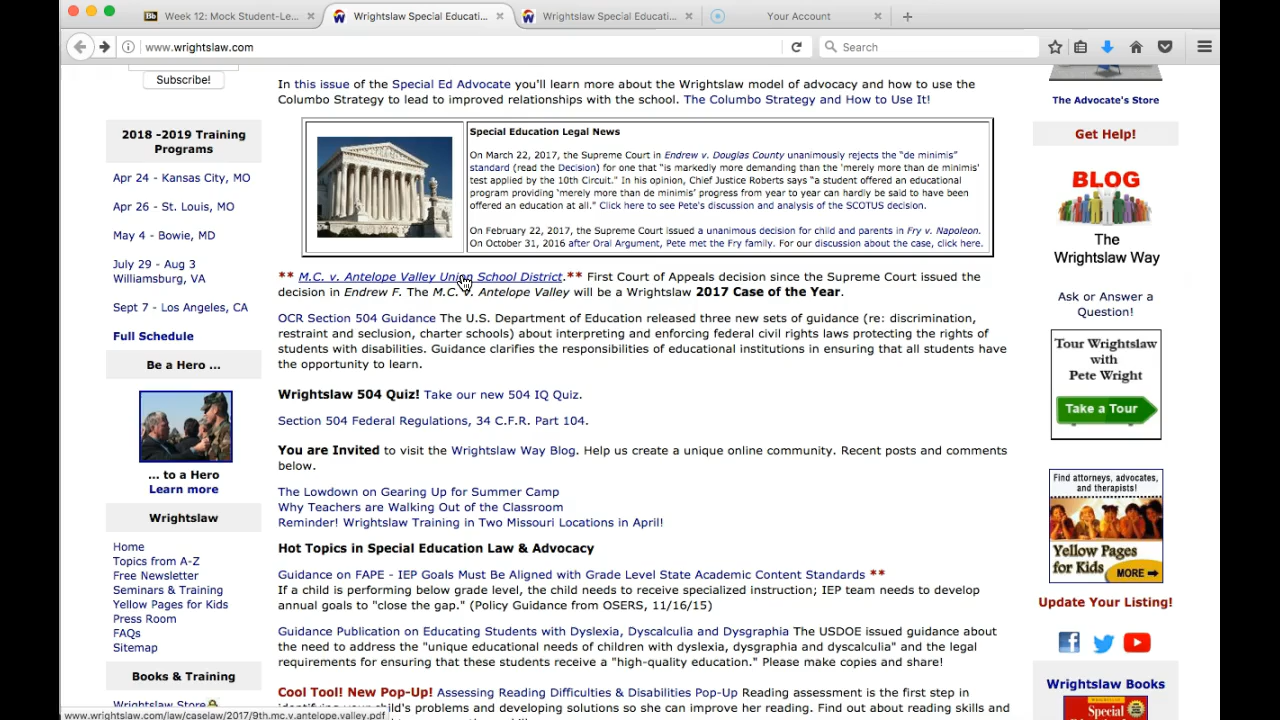 Week 12: Mock Student-Le...
Wrightslaw Special Educati...
Wrightslaw Special Educati...
Your Account
www.wrightslaw.com
Search
Subscribe!
2018 -2019 Training
Programs
Apr 24 - Kansas City, MO
Apr 26 - St. Louis, MO
May 4 - Bowie, MD
July 29 - Aug 3
Williamsburg, VA
Sept 7 - Los Angeles, CA
Full Schedule
Be a Hero ...
... to a Hero
Learn more
Wrightslaw
Home
Topics from A-Z
Free Newsletter
Seminars & Training
Yellow Pages for Kids
Press Room
FAQs
Sitemap
Books & Training
Wrightslaw Store
In this issue of the Special Ed Advocate you'll learn more about the Wrightslaw model of advocacy and how to use the
Columbo Strategy to lead to improved relationships with the school. The Columbo Strategy and How to Use It!
Special Education Legal News
On March 22, 2017, the Supreme Court in Endrew v. Douglas County unanimously rejects the "de minimis"
standard (read the Decision) for one that "is markedly more demanding than the 'merely more than de minimis'
test applied by the 10th Circuit." In his opinion, Chief Justice Roberts says "a student offered an educational
program providing 'merely more than de minimis' progress from year to year can hardly be said to have been
offered an education at all." Click here to see Pete's discussion and analysis of the SCOTUS decision.
On February 22, 2017, the Supreme Court issued a unanimous decision for child and parents in Fry v. Napoleon.
On October 31, 2016 after Oral Argument, Pete met the Fry family. For our discussion about the case, click here.
** M.C. v. Antelope Valley Union School District.** First Court of Appeals decision since the Supreme Court issued the
decision in Endrew F. The M.C. v. Antelope Valley will be a Wrightslaw 2017 Case of the Year.
OCR Section 504 Guidance The U.S. Department of Education released three new sets of guidance (re: discrimination,
restraint and seclusion, charter schools) about interpreting and enforcing federal civil rights laws protecting the rights of
students with disabilities. Guidance clarifies the responsibilities of educational institutions in ensuring that all students have
the opportunity to learn.
Wrightslaw 504 Quiz! Take our new 504 IQ Quiz.
Section 504 Federal Regulations, 34 C.F.R. Part 104.
You are Invited to visit the Wrightslaw Way Blog. Help us create a unique online community. Recent posts and comments
below.
The Lowdown on Gearing Up for Summer Camp
Why Teachers are Walking Out of the Classroom
Reminder! Wrightslaw Training in Two Missouri Locations in April!
Hot Topics in Special Education Law & Advocacy
Guidance on FAPE - IEP Goals Must Be Aligned with Grade Level State Academic Content Standards **
If a child is performing below grade level, the child needs to receive specialized instruction; IEP team needs to develop
annual goals to "close the gap." (Policy Guidance from OSERS, 11/16/15)
Guidance Publication on Educating Students with Dyslexia, Dyscalculia and Dysgraphia The USDOE issued guidance about
the need to address the "unique educational needs of children with dyslexia, dysgraphia and dyscalculia" and the legal
requirements for ensuring that these students receive a "high-quality education." Please make copies and share!
Cool Tool! New Pop-Up! Assessing Reading Difficulties & Disabilities Pop-Up Reading assessment is the first step in
identifying your child's problems and developing solutions so she can improve her reading. Find out about reading skills and
The Advocate's Store
Get Help!
BLOG
The
Wrightslaw Way
Ask or Answer a
Question!
Tour Wrightslaw
with
Pete Wright
Take a Tour
Find attorneys, advocates,
and therapists!
Yellow Pages
for Kids
MORE
Update Your Listing!
Wrightslaw Books
Special
www.wrightslaw.com/law/caselaw/2017/9th.mc.v.antelope.valley.pdf